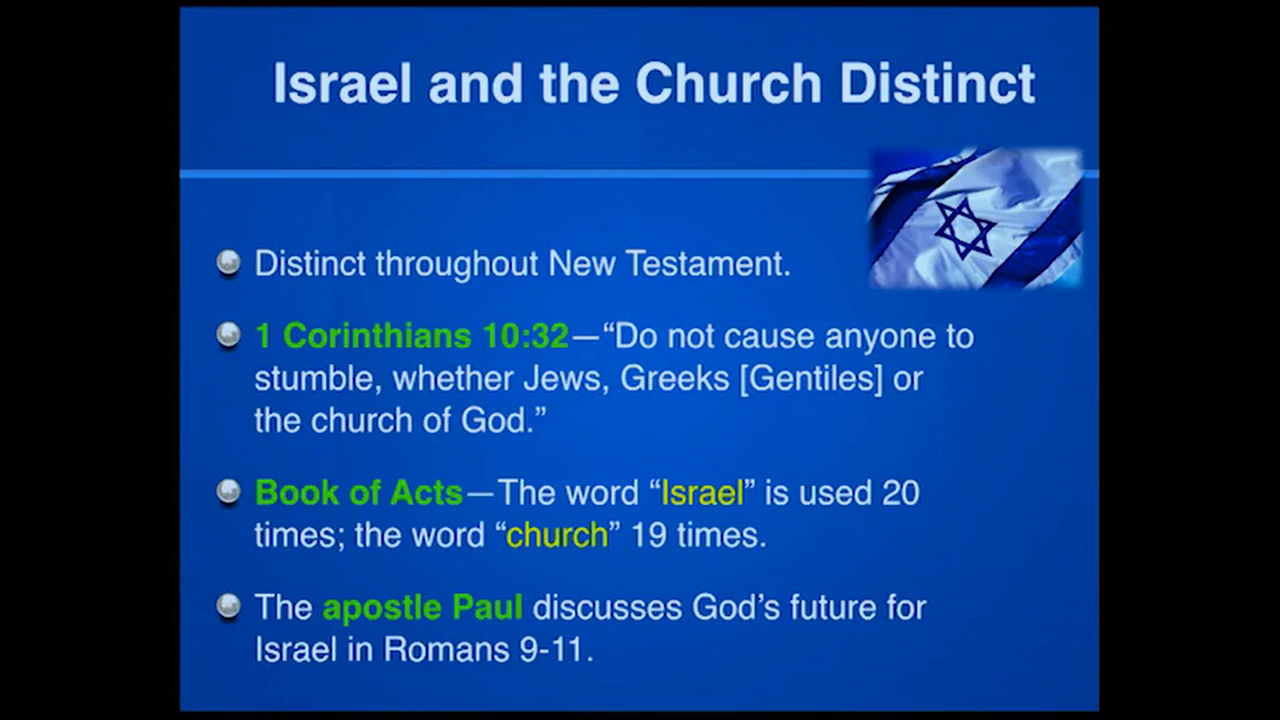 Israel and the Church Distinct
Distinct throughout New Testament.
1 Corinthians 10:32—“Do not cause anyone to
stumble, whether Jews, Greeks [Gentiles] or
the church of God.”
Book of Acts—The word “Israel” is used 20
times; the word “church” 19 times.
The apostle Paul discusses God’s future for
Israel in Romans 9-11.